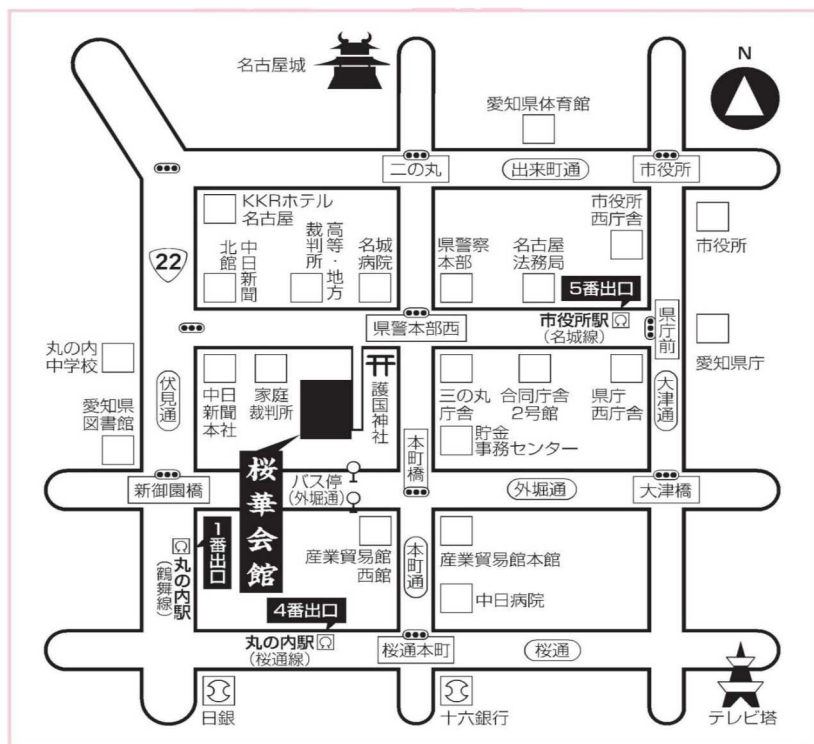 名古屋城
N
愛知県体育館
二の丸
出来町通
市役所
KKRホテル
名古屋
市役所
西庁舎
市役所
22
中日新聞
北館
高等・地方
裁判所
名城
病院
県警察
本部
名古屋
法務局
5番出口
県警本部西
市役所駅
(名城線)
県庁前
愛知県庁
丸の内
中学校
伏見通
中日
新聞
本社
家庭
裁判所
護国神社
三の丸
庁舎
合同庁舎
2号館
県庁
西庁舎
大津通
愛知県
図書館
貯金
事務センター
本町橋
新御園橋
桜華会館
バス停
(外堀通)
外堀通
大津橋
1番出口
丸の内駅
(鶴舞線)
産業貿易館
西館
本町通
産業貿易館本館
中日病院
4番出口
丸の内駅
(桜通線)
桜通本町
桜通
日銀
十六銀行
テレビ塔